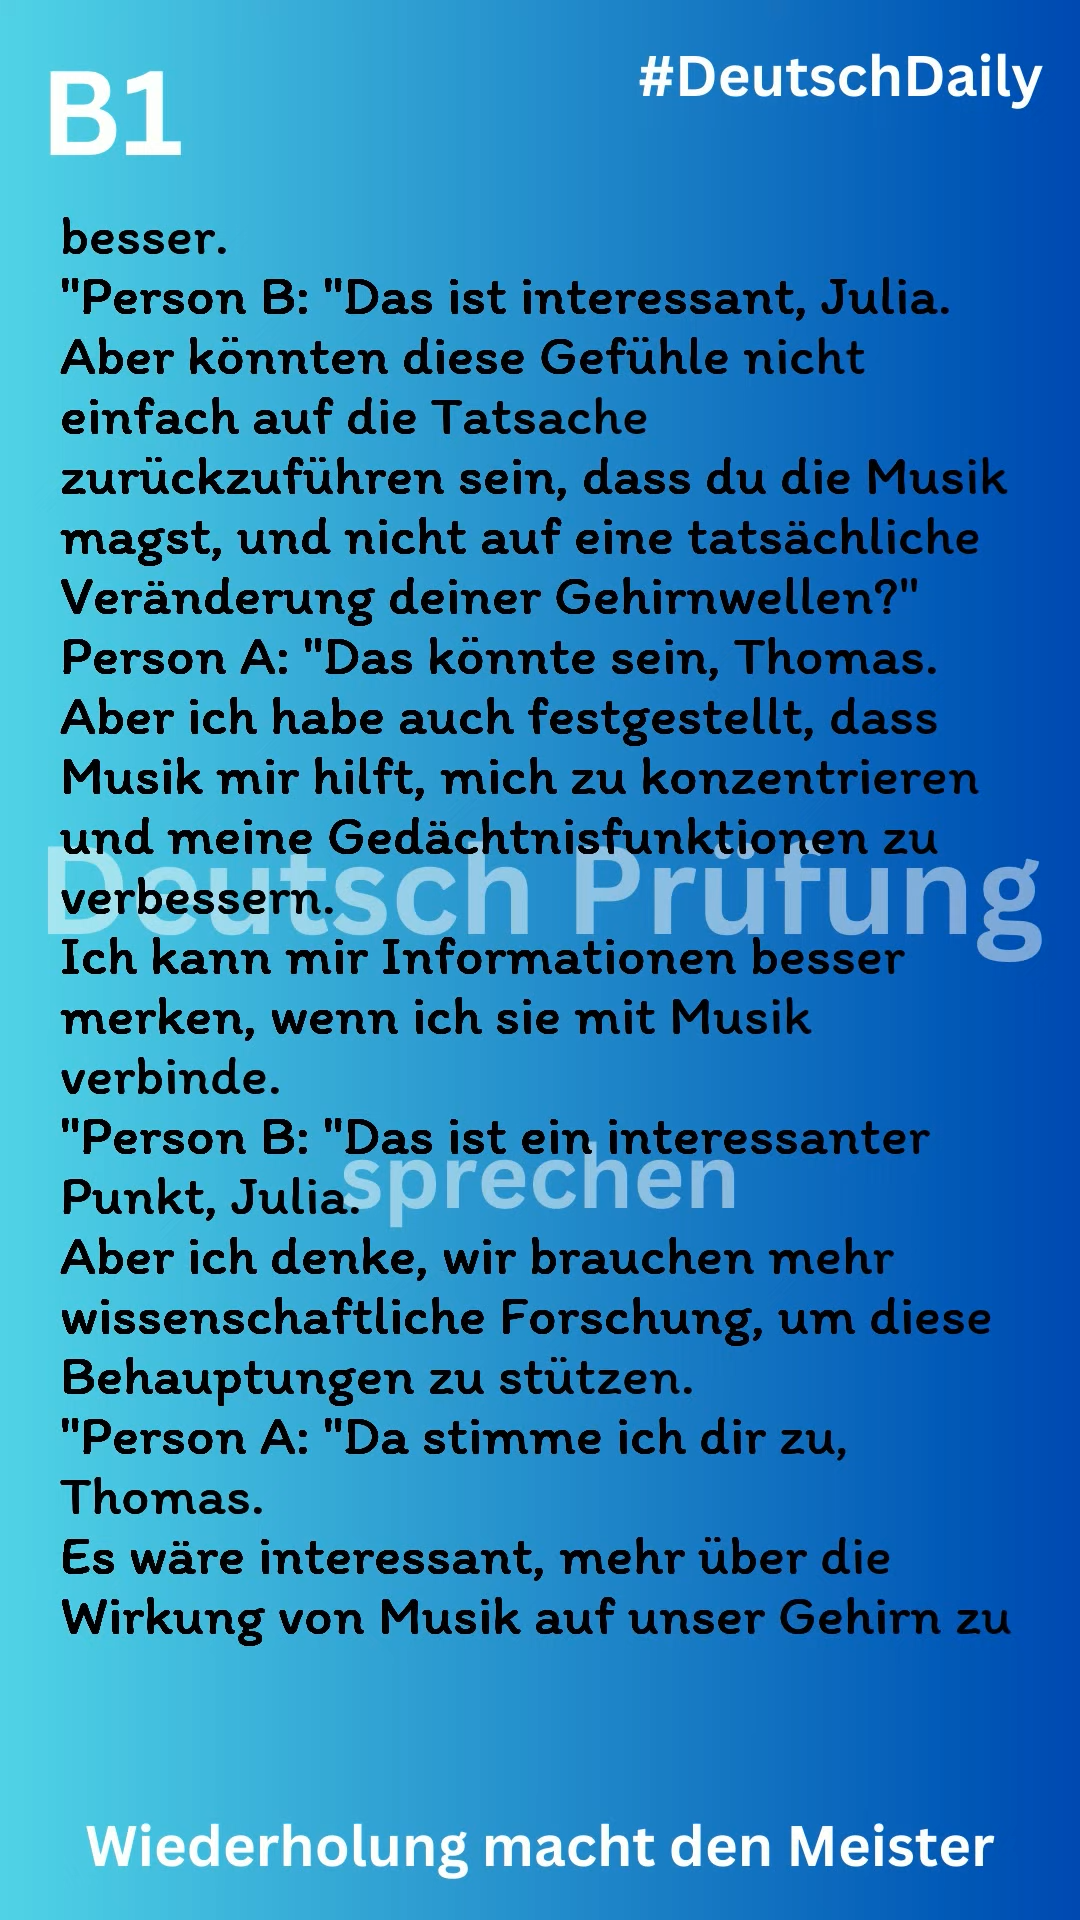 B1
#DeutschDaily
besser.
"Person B: "Das ist interessant, Julia.
Aber könnten diese Gefühle nicht
einfach auf die Tatsache
zurückzuführen sein, dass du die Musik
magst, und nicht auf eine tatsächliche
Veränderung deiner Gehirnwellen?"
Person A: "Das könnte sein, Thomas.
Aber ich habe auch festgestellt, dass
Musik mir hilft, mich zu konzentrieren
und meine Gedächtnisfunktionen zu
Deutsch Prüfung
verbessern.
Ich kann mir Informationen besser
merken, wenn ich sie mit Musik
verbinde.
"Person B: "Das ist ein interessanter
sprechen
Punkt, Julia.
Aber ich denke, wir brauchen mehr
wissenschaftliche Forschung, um diese
Behauptungen zu stützen.
"Person A: "Da stimme ich dir zu,
Thomas.
Es wäre interessant, mehr über die
Wirkung von Musik auf unser Gehirn zu
Wiederholung macht den Meister